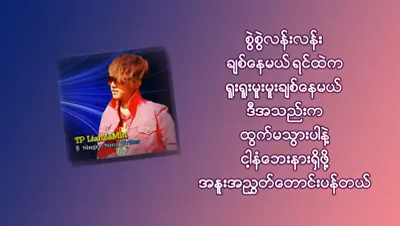 စွဲစွဲလန်းလန်း
ချစ်နေမယ် ရင်ထဲက
ရူးရူးမူးမူးချစ်နေမယ်
ဒီအသည်းက
ထွက်မသွားပါနဲ့
ငါ့နံဘေးနားရှိဖို့
အနူးအညွှတ်တောင်းပန်တယ်
TP LianZaMin